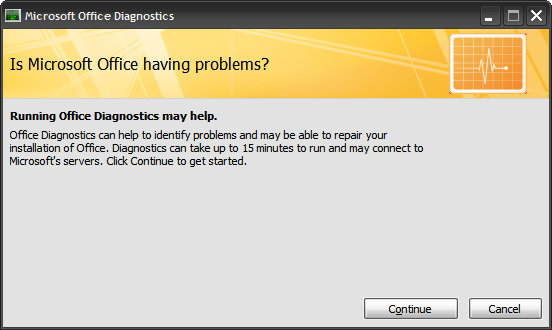 Microsoft Office Diagnostics
Is Microsoft Office having problems?
Running Office Diagnostics may help.
Office Diagnostics can help to identify problems and may be able to repair your
installation of Office. Diagnostics can take up to 15 minutes to run and may connect to
Microsoft's servers. Click Continue to get started.
Continue Cancel